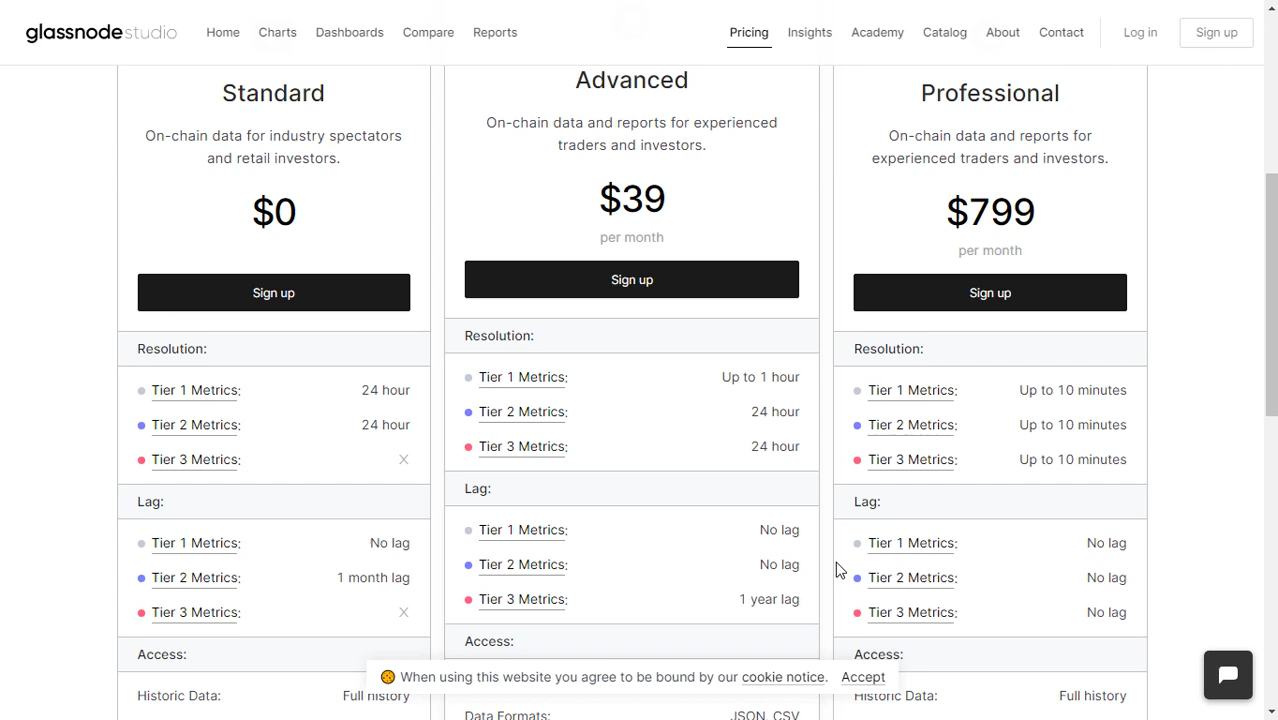 glassnodestudio Home Charts Dashboards Compare Reports Pricing Insights Academy Catalog About Contact Log in Sign up
Standard
On-chain data for industry spectators
and retail investors.
$0
Sign up
Resolution:
Tier 1 Metrics: 24 hour
Tier 2 Metrics: 24 hour
Tier 3 Metrics: X
Lag:
Tier 1 Metrics: No lag
Tier 2 Metrics: 1 month lag
Tier 3 Metrics: X
Access:
Historic Data: Full history
Advanced
On-chain data and reports for experienced
traders and investors.
$39
per month
Sign up
Resolution:
Tier 1 Metrics: Up to 1 hour
Tier 2 Metrics: 24 hour
Tier 3 Metrics: 24 hour
Lag:
Tier 1 Metrics: No lag
Tier 2 Metrics: No lag
Tier 3 Metrics: 1 year lag
Access:
Data Formats: JSON, CSV
Professional
On-chain data and reports for
experienced traders and investors.
$799
per month
Sign up
Resolution:
Tier 1 Metrics: Up to 10 minutes
Tier 2 Metrics: Up to 10 minutes
Tier 3 Metrics: Up to 10 minutes
Lag:
Tier 1 Metrics: No lag
Tier 2 Metrics: No lag
Tier 3 Metrics: No lag
Access:
Historic Data: Full history
When using this website you agree to be bound by our cookie notice. Accept